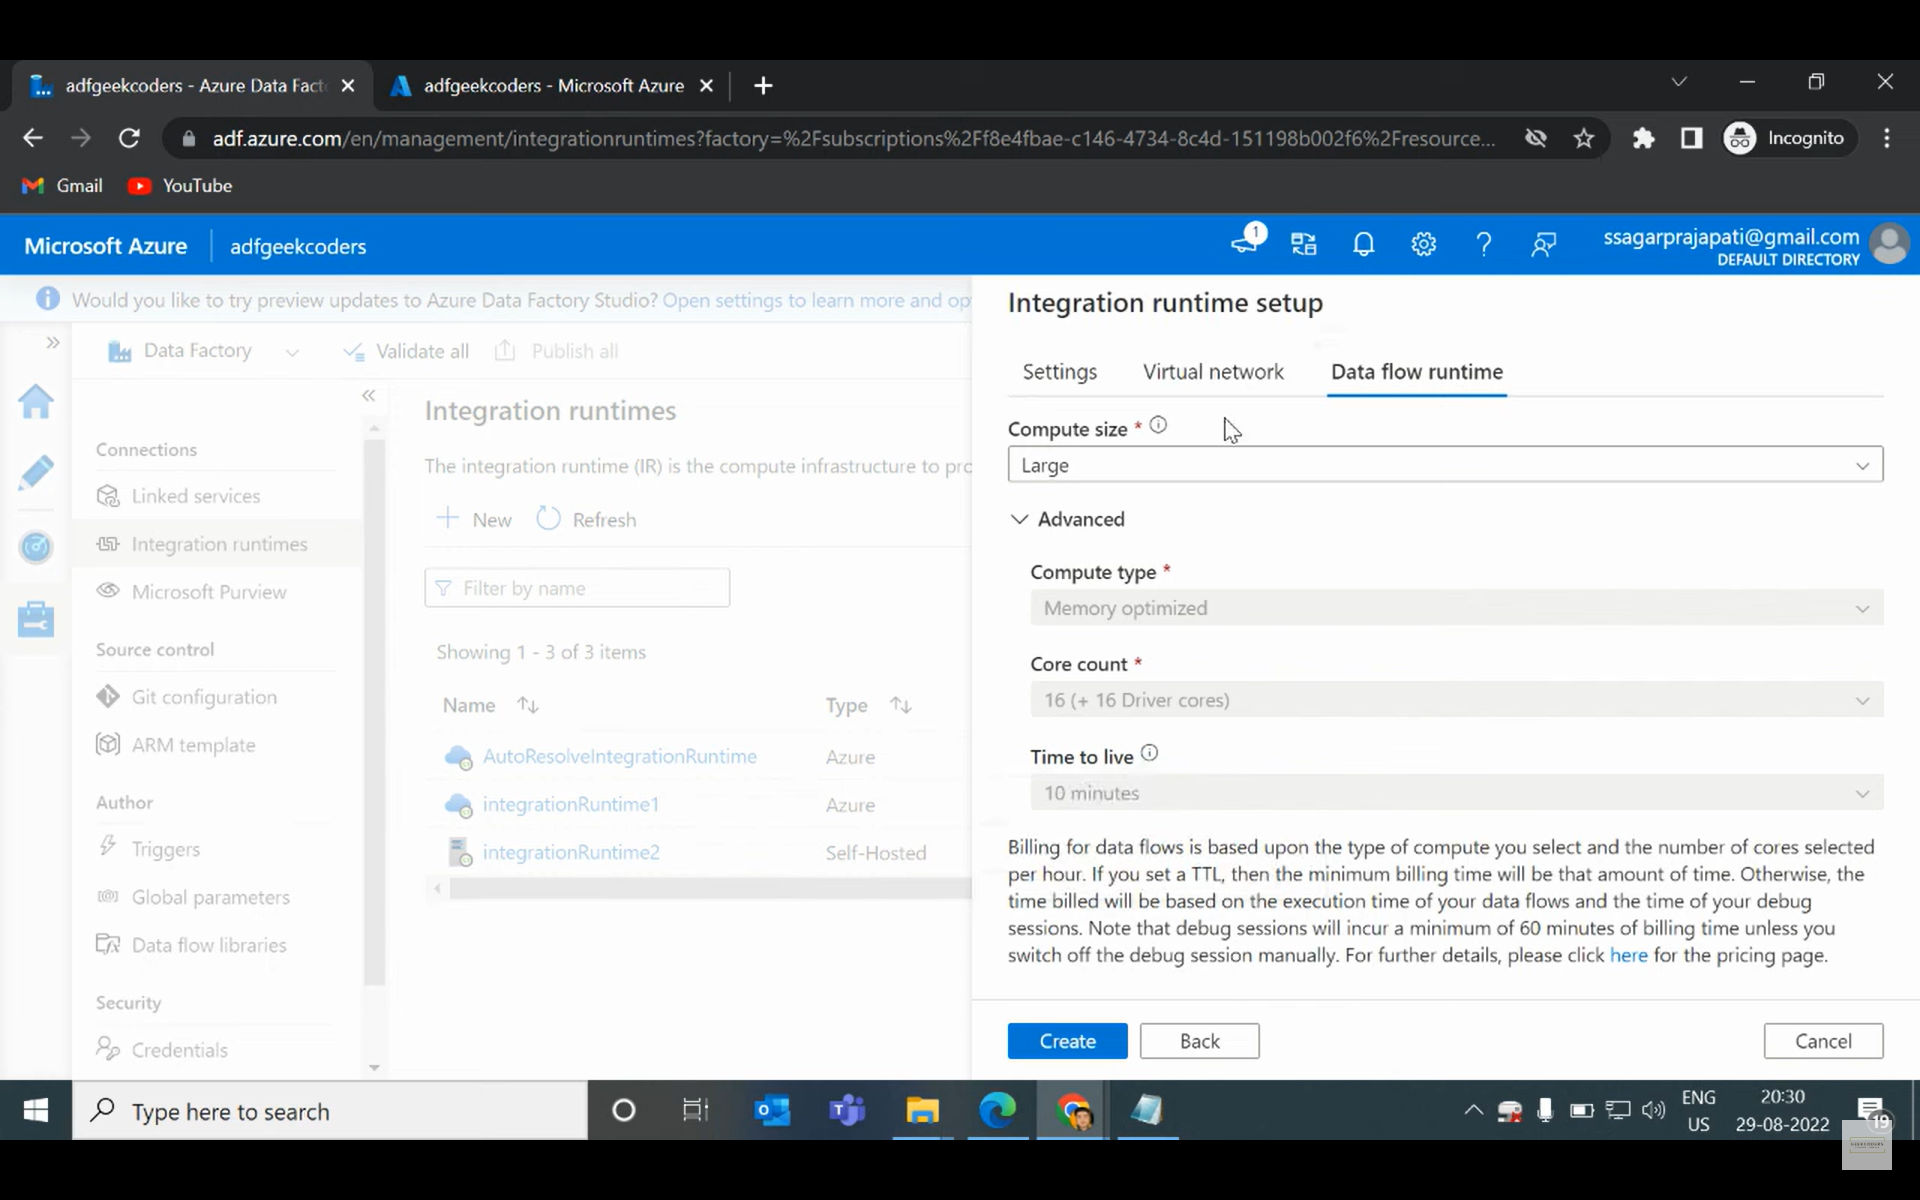 adfgeekcoders - Azure Data Fact
adfgeekcoders - Microsoft Azure
adf.azure.com/en/management/integrationruntimes?factory=%2Fsubscriptions%2Ff8e4fbae-c146-4734-8c4d-151198b002f6%2Fresource...
Incognito
Gmail
YouTube
Microsoft Azure
adfgeekcoders
1
ssagarprajapati@gmail.com
DEFAULT DIRECTORY
Would you like to try preview updates to Azure Data Factory Studio? Open settings to learn more and op
Data Factory
Validate all
Publish all
Connections
Linked services
Integration runtimes
Microsoft Purview
Source control
Git configuration
ARM template
Author
Triggers
Global parameters
Data flow libraries
Security
Credentials
Integration runtimes
The integration runtime (IR) is the compute infrastructure to pro
New
Refresh
Filter by name
Showing 1 - 3 of 3 items
Name
Type
AutoResolveIntegrationRuntime
Azure
integrationRuntime1
Azure
integrationRuntime2
Self-Hosted
Integration runtime setup
Settings
Virtual network
Data flow runtime
Compute size *
Large
Advanced
Compute type *
Memory optimized
Core count *
16 (+ 16 Driver cores)
Time to live
10 minutes
Billing for data flows is based upon the type of compute you select and the number of cores selected
per hour. If you set a TTL, then the minimum billing time will be that amount of time. Otherwise, the
time billed will be based on the execution time of your data flows and the time of your debug
sessions. Note that debug sessions will incur a minimum of 60 minutes of billing time unless you
switch off the debug session manually. For further details, please click here for the pricing page.
Create
Back
Cancel
Type here to search
ENG
US
20:30
29-08-2022
19